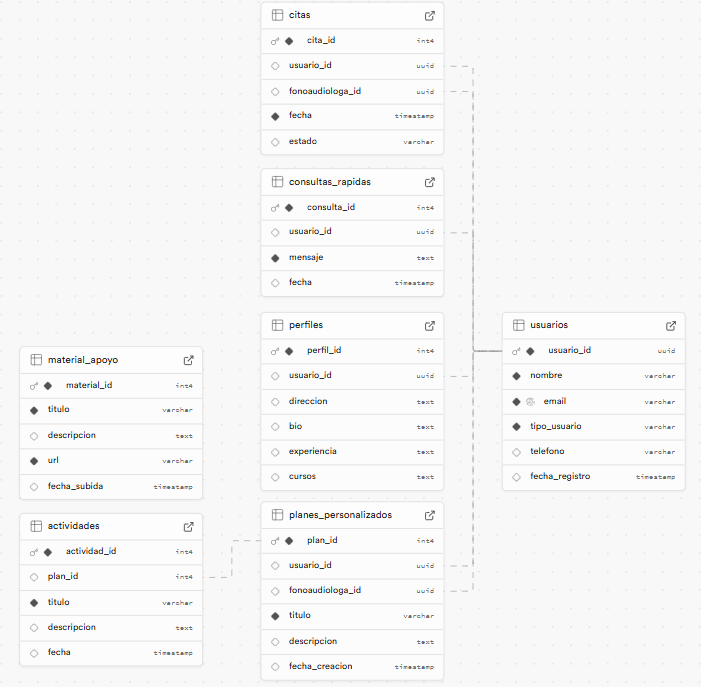 citas
cita_id int4
usuario_id uuid
fonoaudiologa_id uuid
fecha timestamp
estado varchar
consultas_rapidas
consulta_id int4
usuario_id uuid
mensaje text
fecha timestamp
perfiles
perfil_id int4
usuario_id uuid
direccion text
bio text
experiencia text
cursos text
usuarios
usuario_id uuid
nombre varchar
email varchar
tipo_usuario varchar
telefono varchar
fecha_registro timestamp
material_apoyo
material_id int4
titulo varchar
descripcion text
url varchar
fecha_subida timestamp
actividades
actividad_id int4
plan_id int4
titulo varchar
descripcion text
fecha timestamp
planes_personalizados
plan_id int4
usuario_id uuid
fonoaudiologa_id uuid
titulo varchar
descripcion text
fecha_creacion timestamp